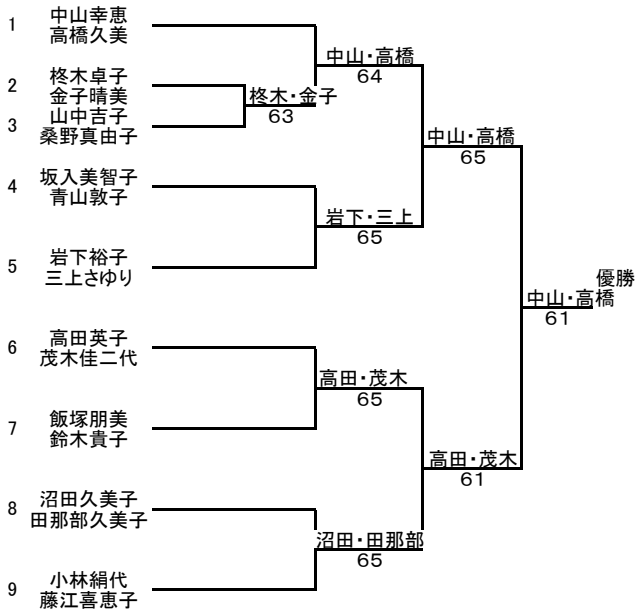 1
中山幸恵
高橋久美
中山・高橋
64
2
柊木卓子
金子晴美
柊木・金子
63
3
山中吉子
桑野真由子
中山・高橋
65
4
坂入美智子
青山敦子
岩下・三上
65
5
岩下裕子
三上さゆり
優勝
中山・高橋
61
6
高田英子
茂木佳二代
高田・茂木
65
7
飯塚朋美
鈴木貴子
高田・茂木
61
8
沼田久美子
田那部久美子
沼田・田那部
65
9
小林絹代
藤江喜恵子